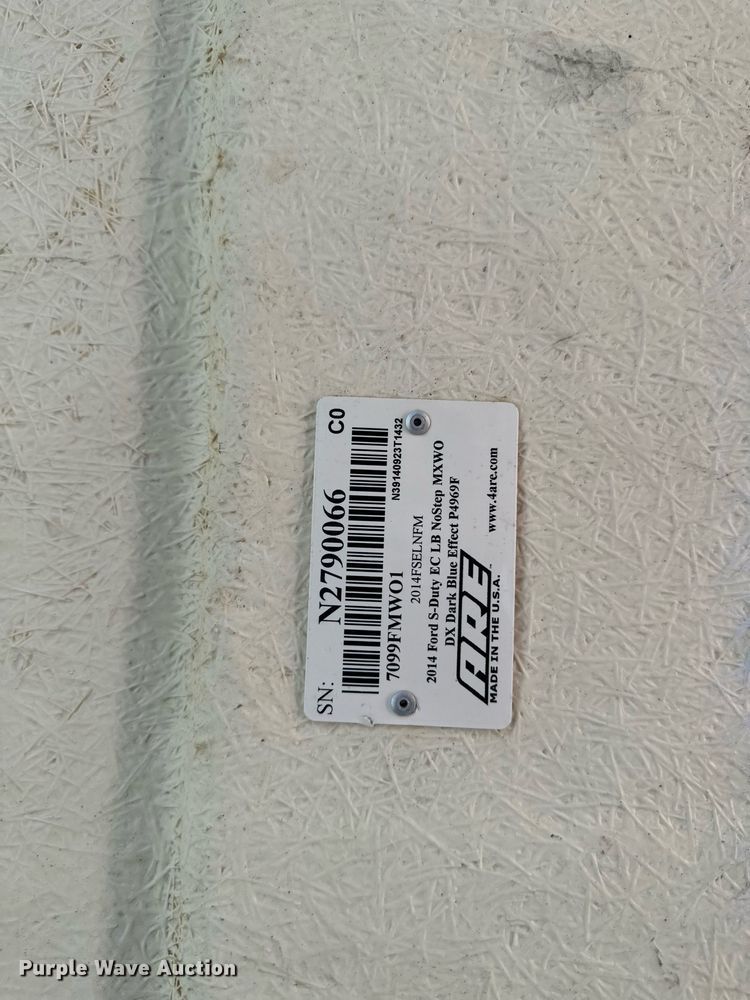 SN: N2790066 C0
7099FMWO1 N39140923T1432
2014FSELNFM
2014 Ford S-Duty EC LB NoStep MXWO
DX Dark Blue Effect P4969F
ARE www.4are.com
MADE IN THE U.S.A.
Purple Wave Auction